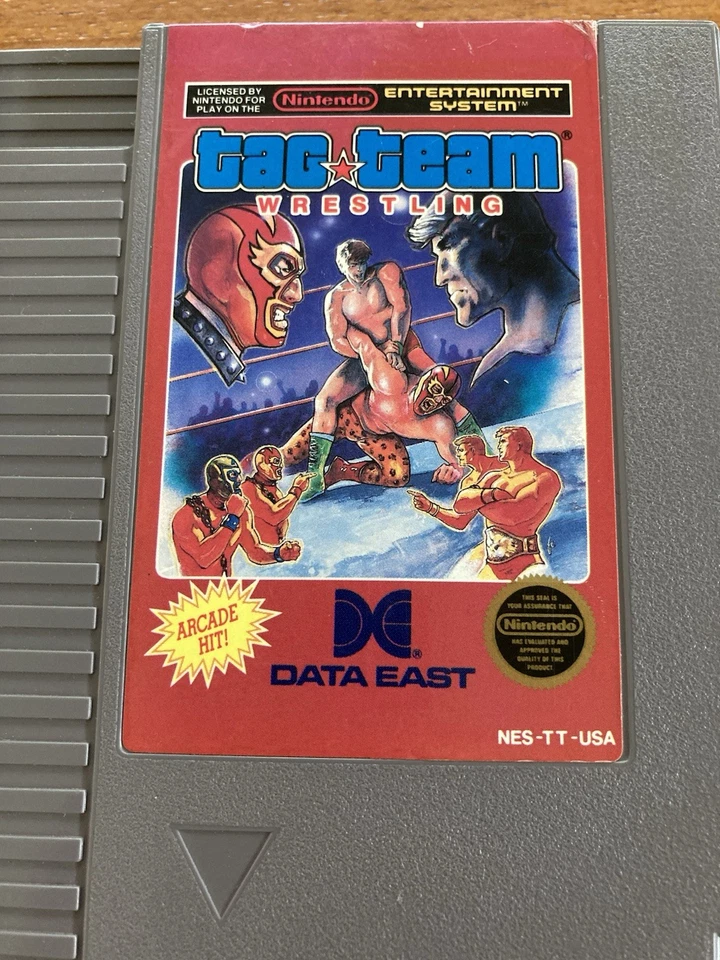 LICENSED BY
NINTENDO FOR
PLAY ON THE
Nintendo®
ENTERTAINMENT
SYSTEM™
tag team®
WRESTLING
ARCADE
HIT!
®
DATA EAST
THIS SEAL IS
YOUR ASSURANCE THAT
Nintendo®
HAS EVALUATED AND
APPROVED THE
QUALITY OF THIS
PRODUCT.
NES-TT-USA